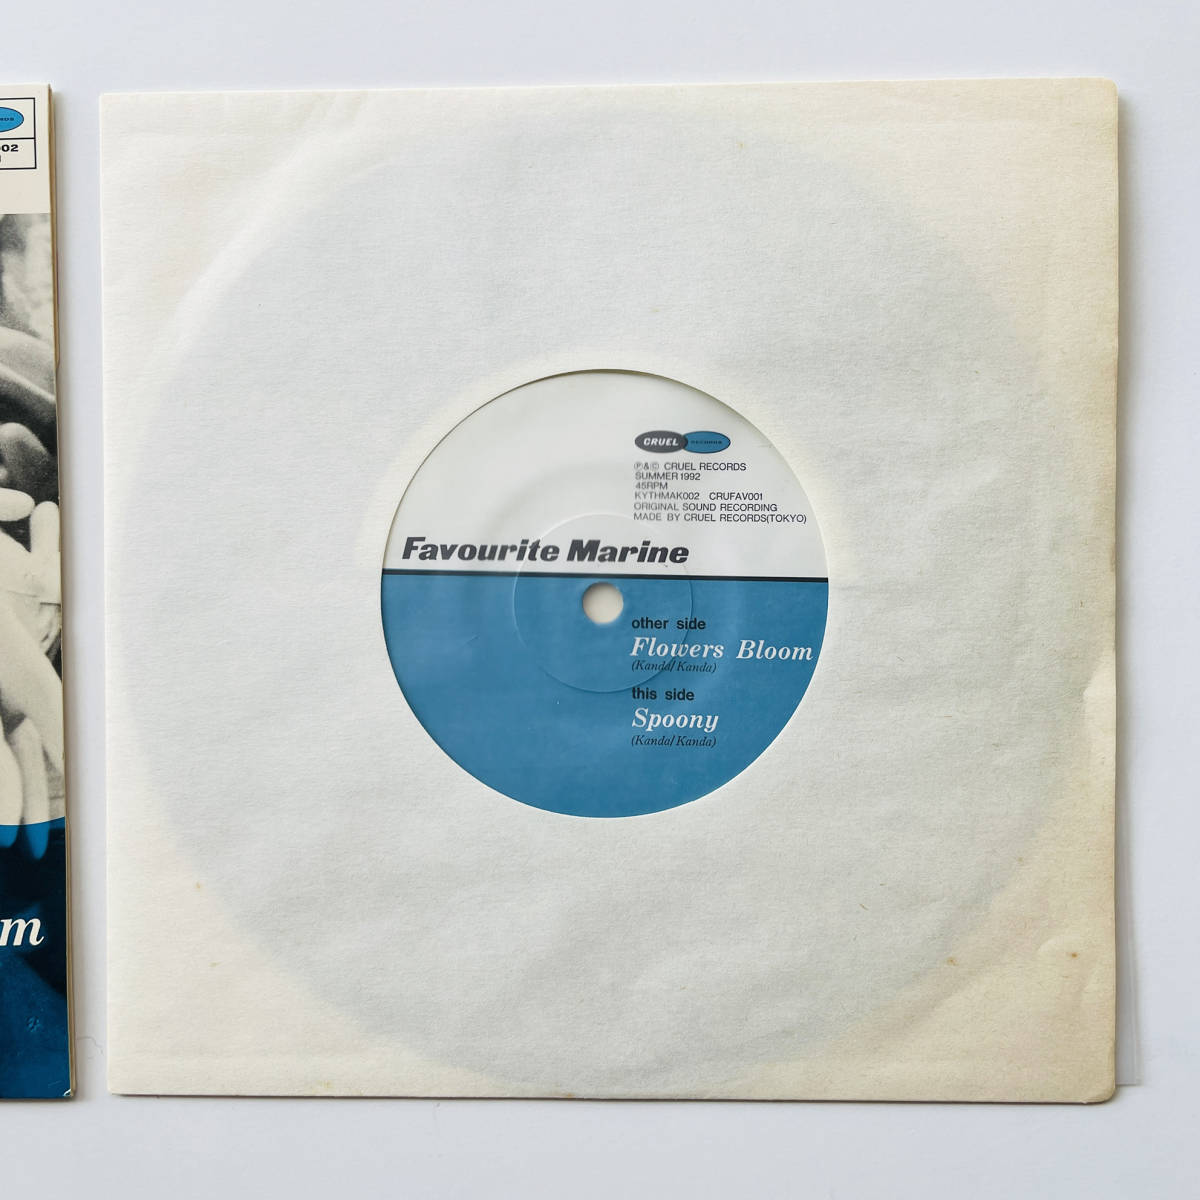 CRUEL RECORDS
℗&© CRUEL RECORDS
SUMMER 1992
45RPM
KYTHMAK002 CRUFAV001
ORIGINAL SOUND RECORDING
MADE BY CRUEL RECORDS(TOKYO)
Favourite Marine
other side
Flowers Bloom
(Kanda/Kanda)
this side
Spoony
(Kanda/Kanda)
002
m